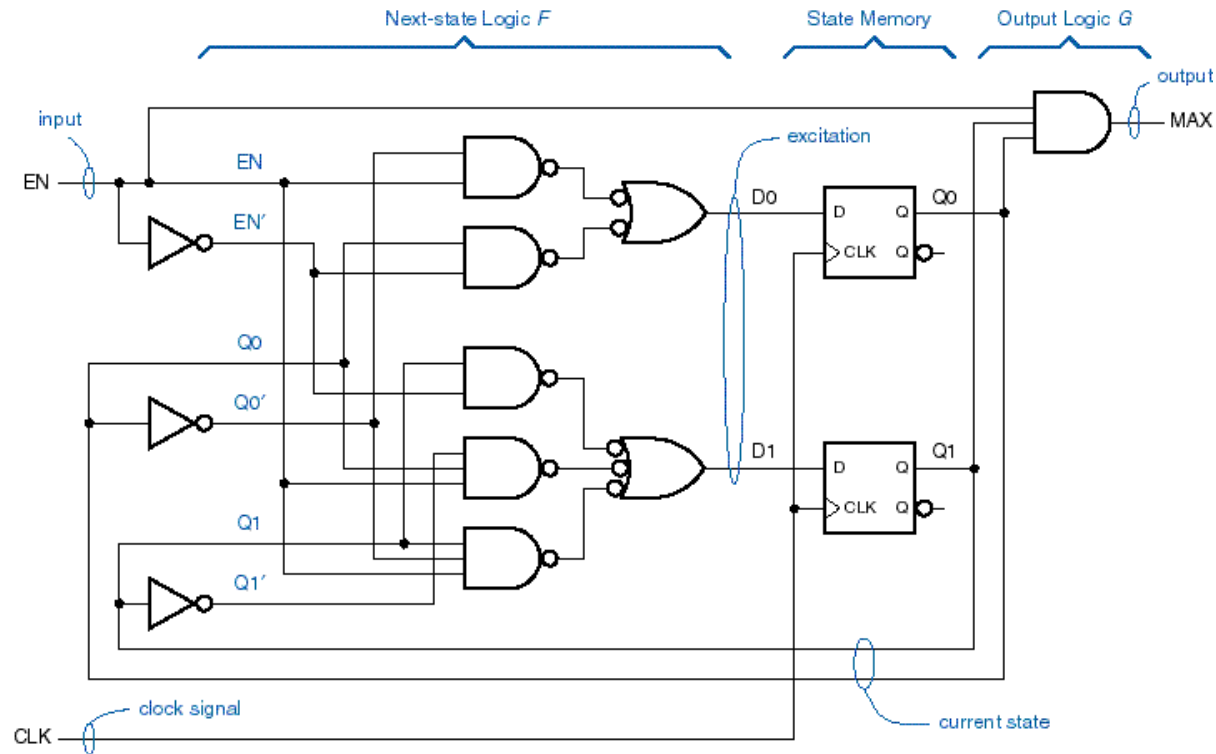 Next-state Logic F
State Memory
Output Logic G
input
output
excitation
MAX
EN
EN
EN′
D0
Q0
D
Q
CLK
Q
Q0
Q0′
D1
Q1
D
Q
CLK
Q
Q1
Q1′
clock signal
current state
CLK